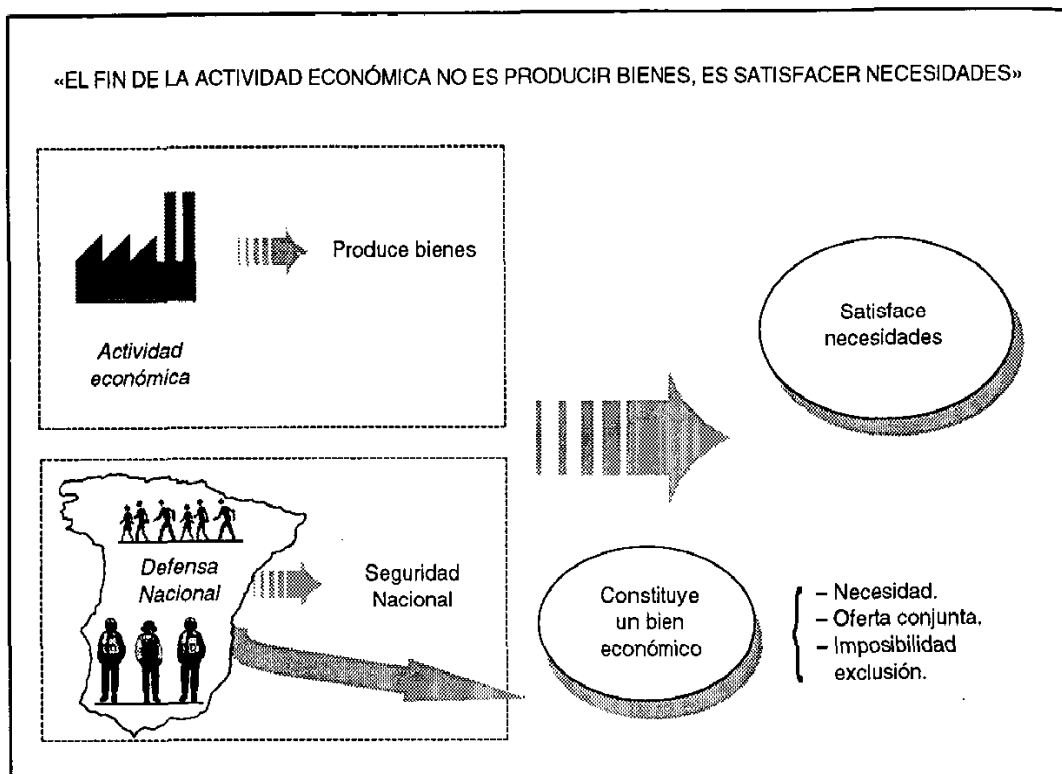 «EL FIN DE LA ACTIVIDAD ECONÓMICA NO ES PRODUCIR BIENES, ES SATISFACER NECESIDADES»
Produce bienes
Actividad
económica
Satisface
necesidades
Defensa
Nacional
Seguridad
Nacional
Constituye
un bien
económico
– Necesidad.
– Oferta conjunta.
– Imposibilidad
exclusión.